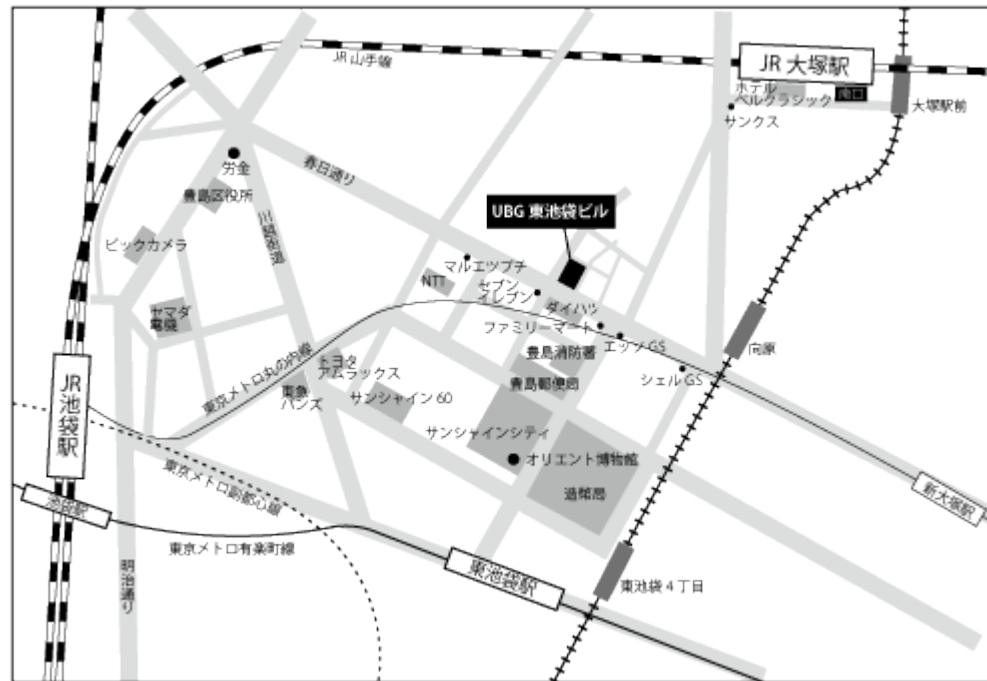 JR 山手線
JR 大塚駅
ホテル
ベルクラシック
南口
サンクス
大塚駅前
労金
豊島区役所
春日通り
川越街道
UBG 東池袋ビル
ビックカメラ
マルエツプチ
NTT
セブン
イレブン
ダイハツ
ヤマダ
電機
ファミリーマート
エッソ GS
向原
豊島消防署
シェル GS
東京メトロ丸の内線
トヨタ
アムラックス
豊島郵便局
東急
ハンズ
サンシャイン 60
JR 池袋駅
サンシャインシティ
オリエント博物館
東京メトロ副都心線
造幣局
新大塚駅
池袋駅
東京メトロ有楽町線
東池袋駅
東池袋 4 丁目
明治通り